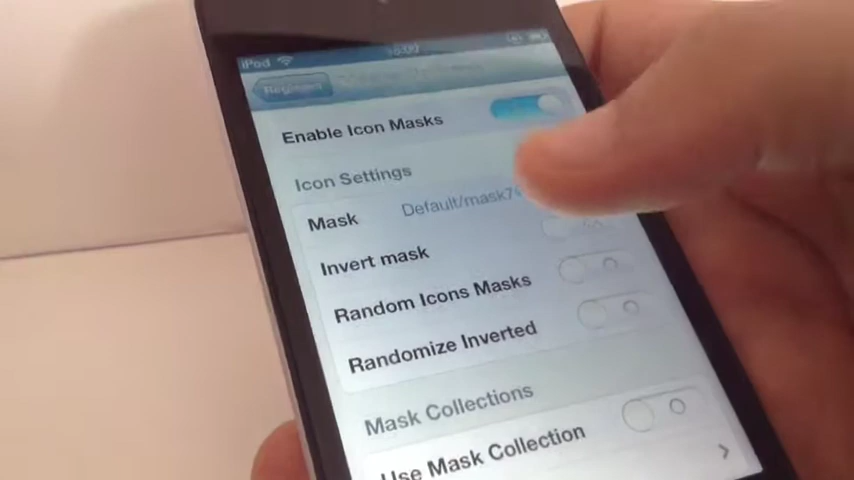 iPod
Enable Icon Masks
Icon Settings
Mask Default/mask7
Invert mask
Random Icons Masks
Randomize Inverted
Mask Collections
Use Mask Collection